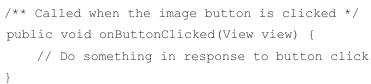 /** Called when the image button is clicked */
public void onButtonClicked(View view) {
    // Do something in response to button click
}